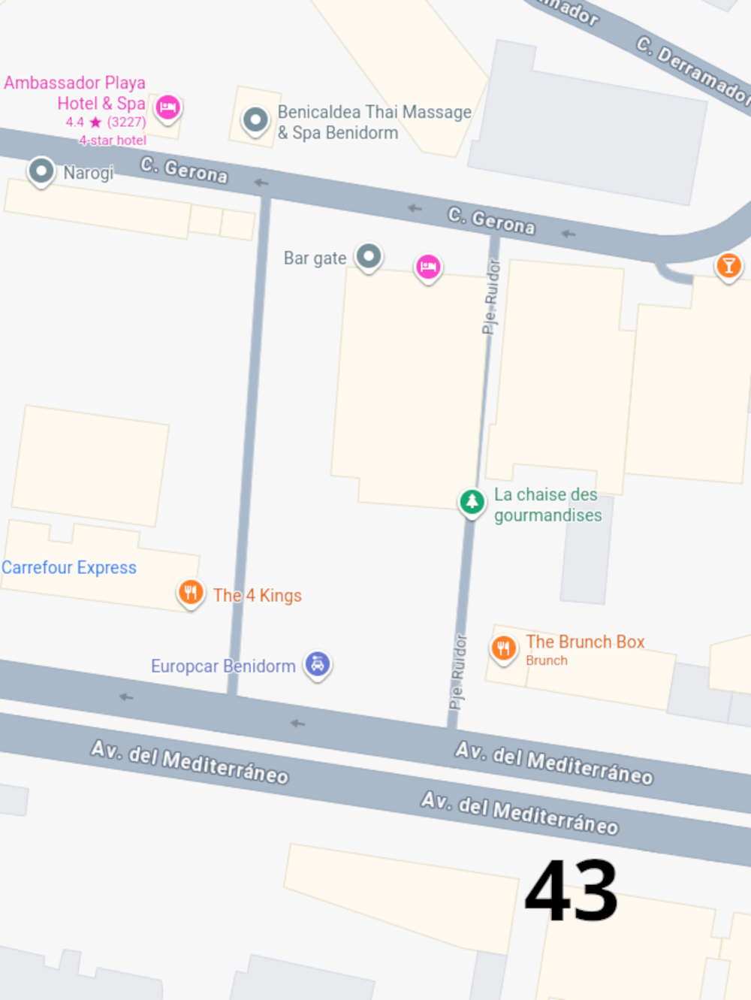 C. Derramador
Ambassador Playa
Hotel & Spa
4.4 ★ (3227)
4-star hotel
Benicaldea Thai Massage
& Spa Benidorm
Narogi
C. Gerona
C. Gerona
Bar gate
Pje. Ruidor
La chaise des
gourmandises
Carrefour Express
The 4 Kings
The Brunch Box
Brunch
Europcar Benidorm
Pje. Ruidor
Av. del Mediterráneo
Av. del Mediterráneo
Av. del Mediterráneo
43